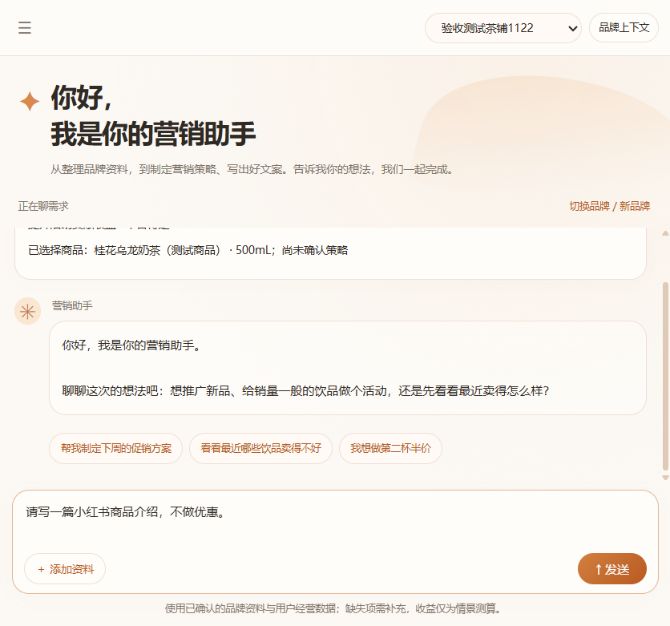 ☰
验收测试茶铺1122
品牌上下文
你好，
我是你的营销助手
从整理品牌资料，到制定营销策略、写出好文案。告诉我你的想法，我们一起完成。
正在聊需求
切换品牌 / 新品牌
已选择商品：桂花乌龙奶茶（测试商品） · 500mL；尚未确认策略
营销助手
你好，我是你的营销助手。
聊聊这次的想法吧：想推广新品、给销量一般的饮品做个活动，还是先看看最近卖得怎么样？
帮我制定下周的促销方案
看看最近哪些饮品卖得不好
我想做第二杯半价
请写一篇小红书商品介绍，不做优惠。
+ 添加资料
↑ 发送
使用已确认的品牌资料与用户经营数据；缺失项需补充，收益仅为情景测算。